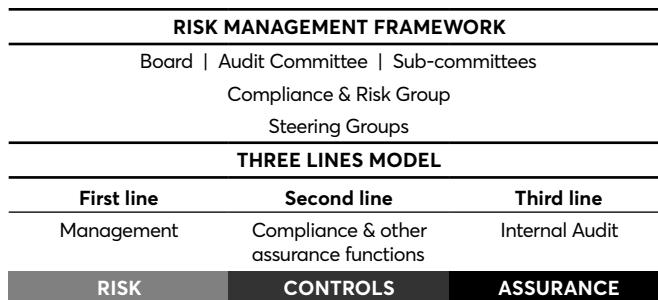 RISK MANAGEMENT FRAMEWORK
Board | Audit Committee | Sub-committees
Compliance & Risk Group
Steering Groups
THREE LINES MODEL
First line Second line Third line
Management Compliance & other Internal Audit
assurance functions
RISK CONTROLS ASSURANCE